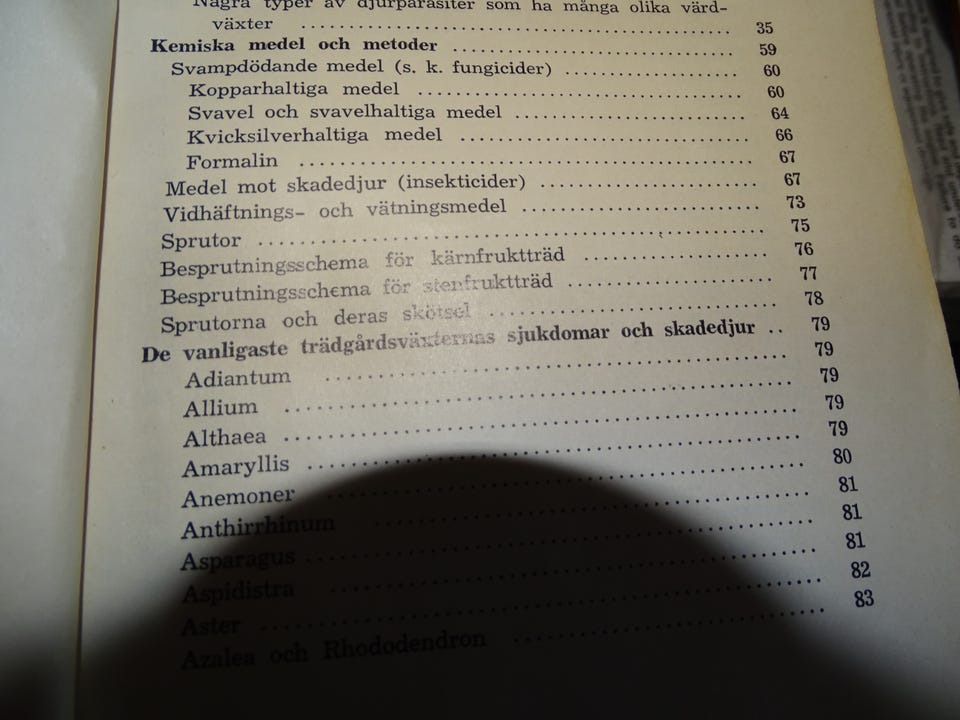 Några typer av djurparasiter som ha många olika värd-
växter .......................................... 35
Kemiska medel och metoder .............................. 59
Svampdödande medel (s. k. fungicider) .................. 60
Kopparhaltiga medel .................................. 60
Svavel och svavelhaltiga medel ........................ 64
Kvicksilverhaltiga medel .............................. 66
Formalin .............................................. 67
Medel mot skadedjur (insekticider) ...................... 67
Vidhäftnings- och vätningsmedel ........................ 73
Sprutor ................................................ 75
Besprutningsschema för kärnfruktträd .................... 76
Besprutningsschema för stenfruktträd .................... 77
Sprutorna och deras skötsel ............................ 78
De vanligaste trädgårdsväxternas sjukdomar och skadedjur .. 79
Adiantum .............................................. 79
Allium ................................................ 79
Althaea ................................................ 79
Amaryllis .............................................. 79
Anemoner .............................................. 80
Anthirrhinum .......................................... 81
Asparagus .............................................. 81
Aspidistra ............................................ 81
Aster .................................................. 82
Azalea och Rhododendron ................................ 83